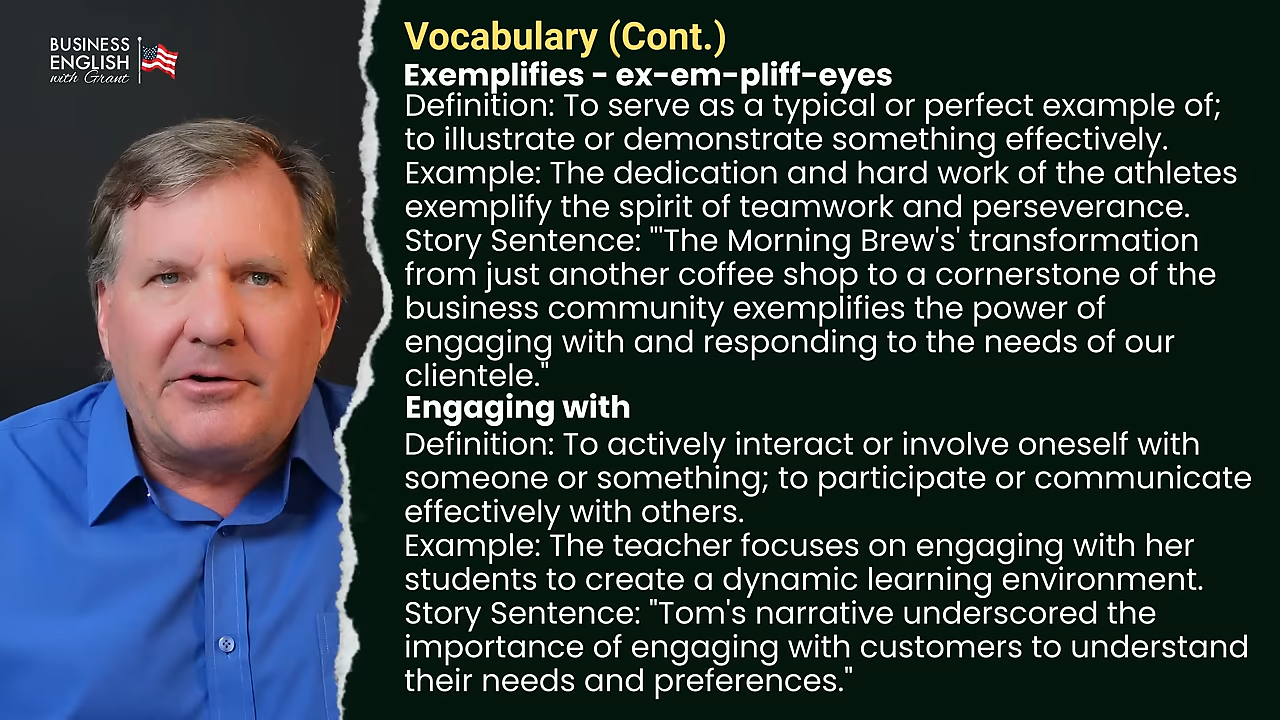 BUSINESS
ENGLISH
with Grant
Vocabulary (Cont.)
Exemplifies - ex-em-pliff-eyes
Definition: To serve as a typical or perfect example of;
to illustrate or demonstrate something effectively.
Example: The dedication and hard work of the athletes
exemplify the spirit of teamwork and perseverance.
Story Sentence: "'The Morning Brew's' transformation
from just another coffee shop to a cornerstone of the
business community exemplifies the power of
engaging with and responding to the needs of our
clientele."
Engaging with
Definition: To actively interact or involve oneself with
someone or something; to participate or communicate
effectively with others.
Example: The teacher focuses on engaging with her
students to create a dynamic learning environment.
Story Sentence: "Tom's narrative underscored the
importance of engaging with customers to understand
their needs and preferences."